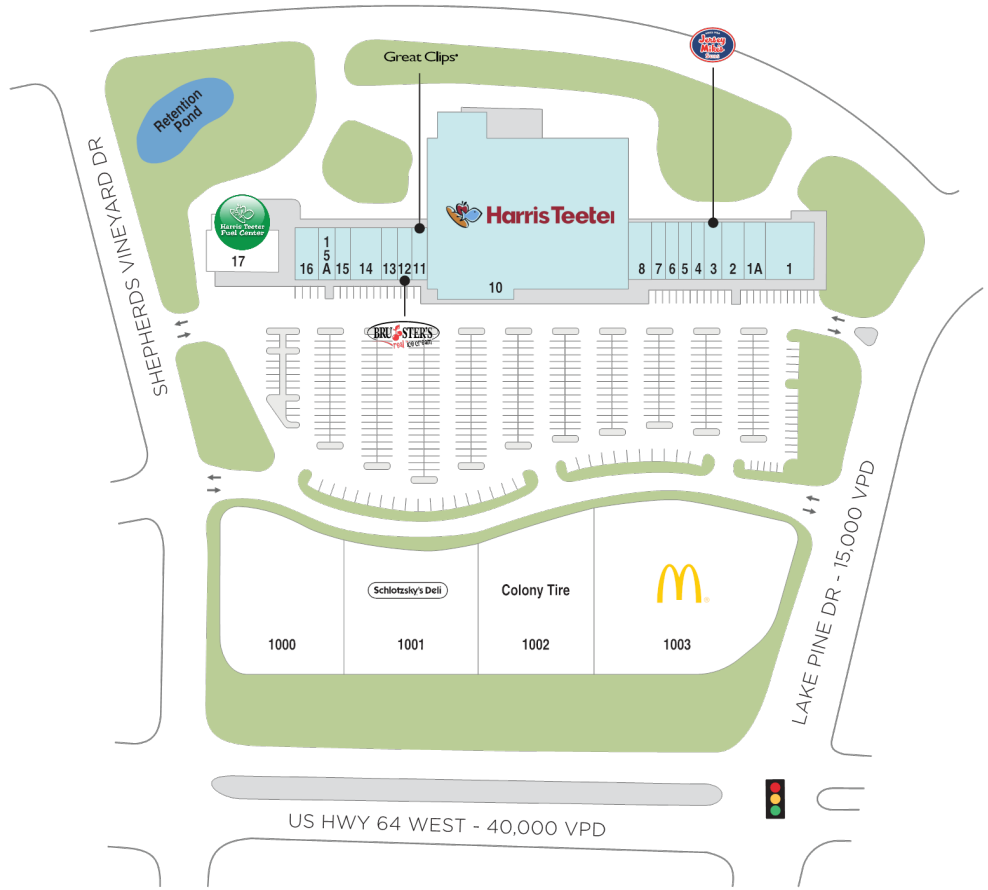 Great Clips®
Jersey
Mike's
Subs
Retention
Pond
SHEPHERDS VINEYARD DR
Harris Teeter
Fuel Center
17
Harris Teeter
16
1
5
A
15
14
13
12
11
10
8
7
6
5
4
3
2
1A
1
BRUSTER'S
real ice cream
Schlotzsky's Deli
Colony Tire
1000
1001
1002
1003
LAKE PINE DR - 15,000 VPD
US HWY 64 WEST - 40,000 VPD